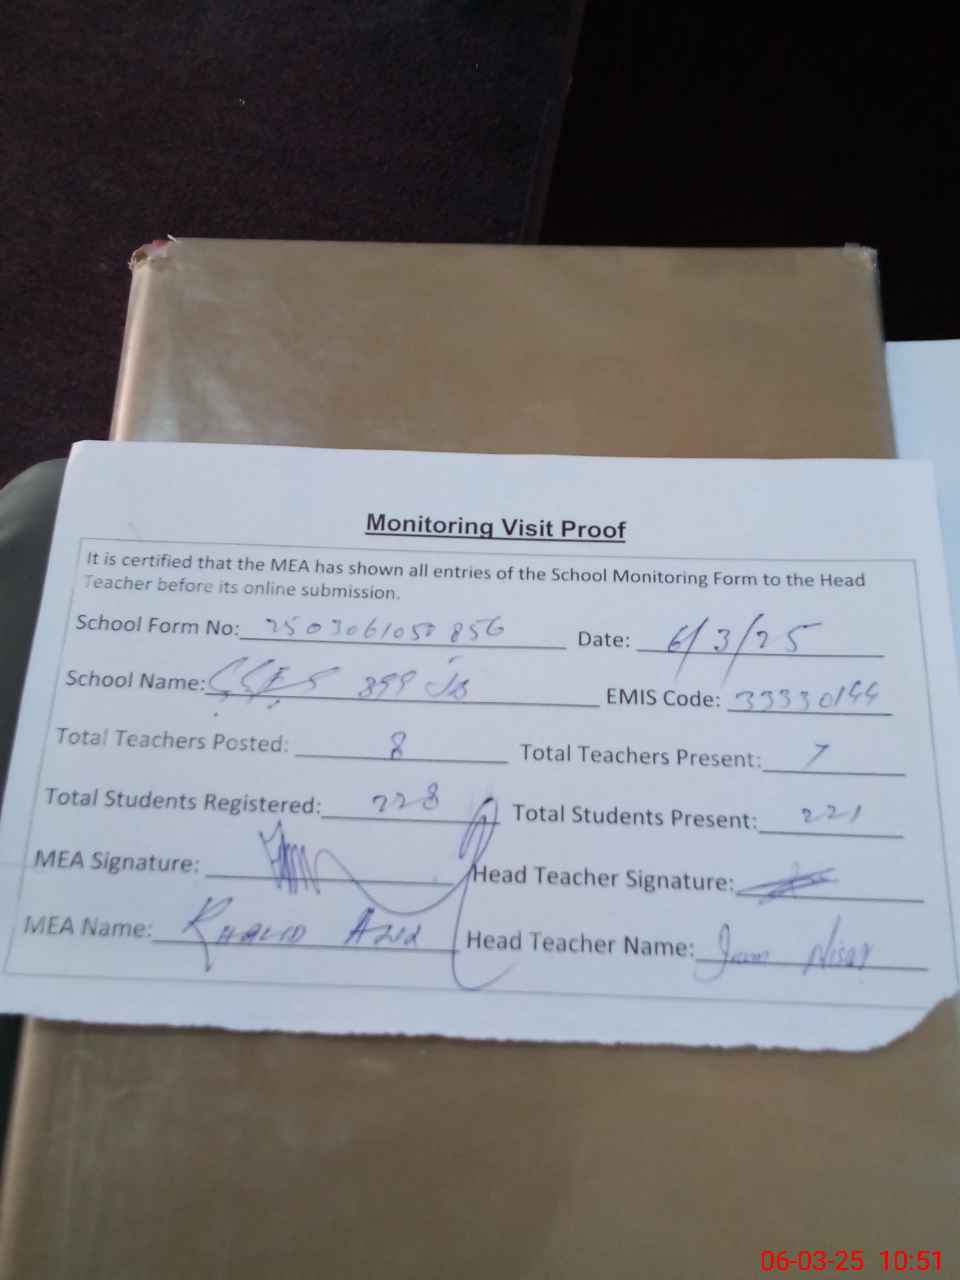 Monitoring Visit Proof
It is certified that the MEA has shown all entries of the School Monitoring Form to the Head
Teacher before its online submission.
School Form No: 2503061050856 Date: 6/3/25
School Name: 399 JB EMIS Code: 33330144
Total Teachers Posted: 8 Total Teachers Present: 7
Total Students Registered: 228 Total Students Present: 221
MEA Signature: Head Teacher Signature:
MEA Name: KHALID Head Teacher Name: Nisar
06-03-25 10:51